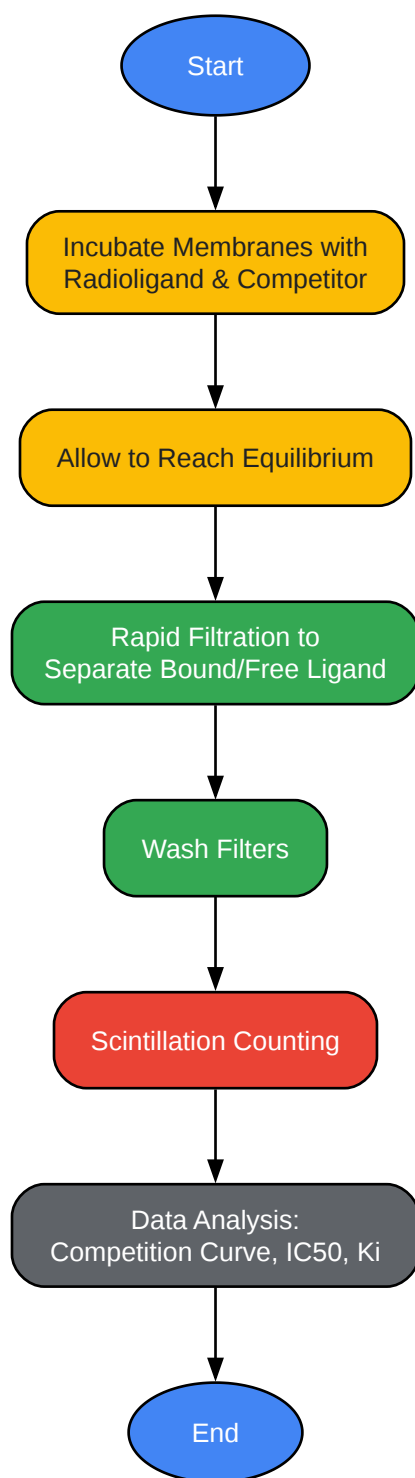 Start
Incubate Membranes with
Radioligand & Competitor
Allow to Reach Equilibrium
Rapid Filtration to
Separate Bound/Free Ligand
Wash Filters
Scintillation Counting
Data Analysis:
Competition Curve, IC50, Ki
End